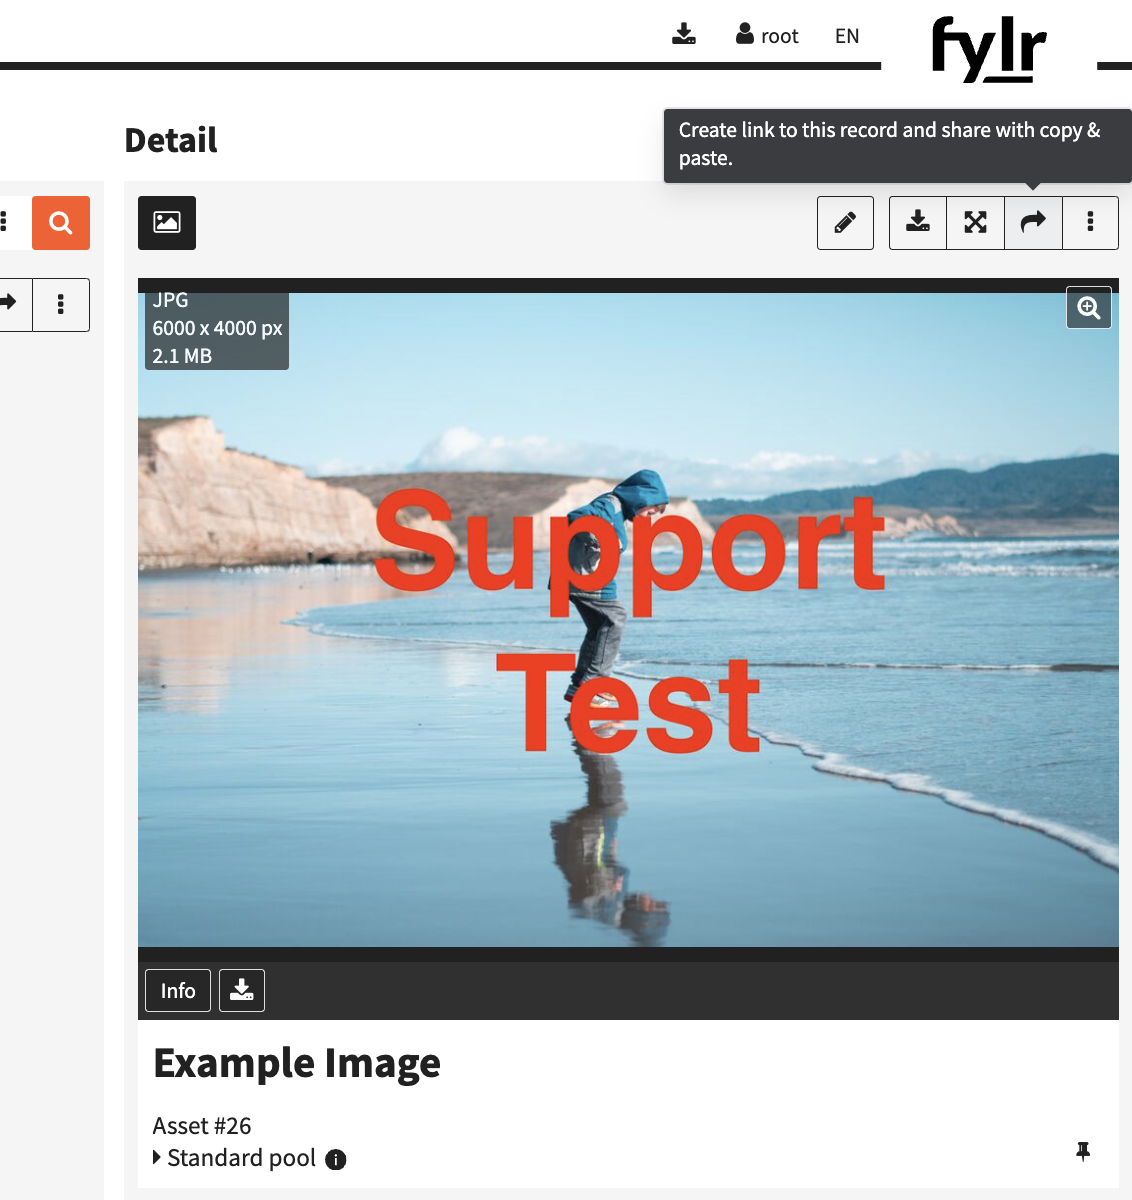 root
EN
fylr
Detail
Create link to this record and share with copy &
paste.
JPG
6000 x 4000 px
2.1 MB
Support
Test
Info
Example Image
Asset #26
Standard pool